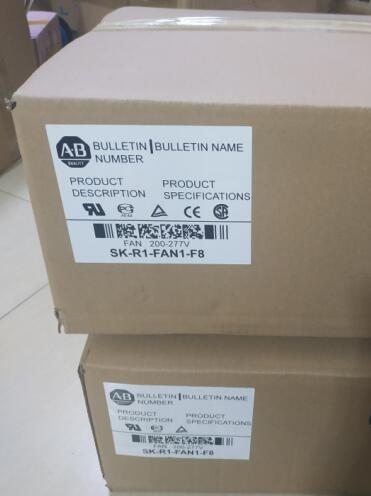 A-B
QUALITY
BULLETIN | BULLETIN NAME
NUMBER
PRODUCT PRODUCT
DESCRIPTION SPECIFICATIONS
FAN 200-277V
SK-R1-FAN1-F8
A-B
QUALITY
BULLETIN | BULLETIN NAME
NUMBER
PRODUCT PRODUCT
DESCRIPTION SPECIFICATIONS
FAN 200-277V
SK-R1-FAN1-F8